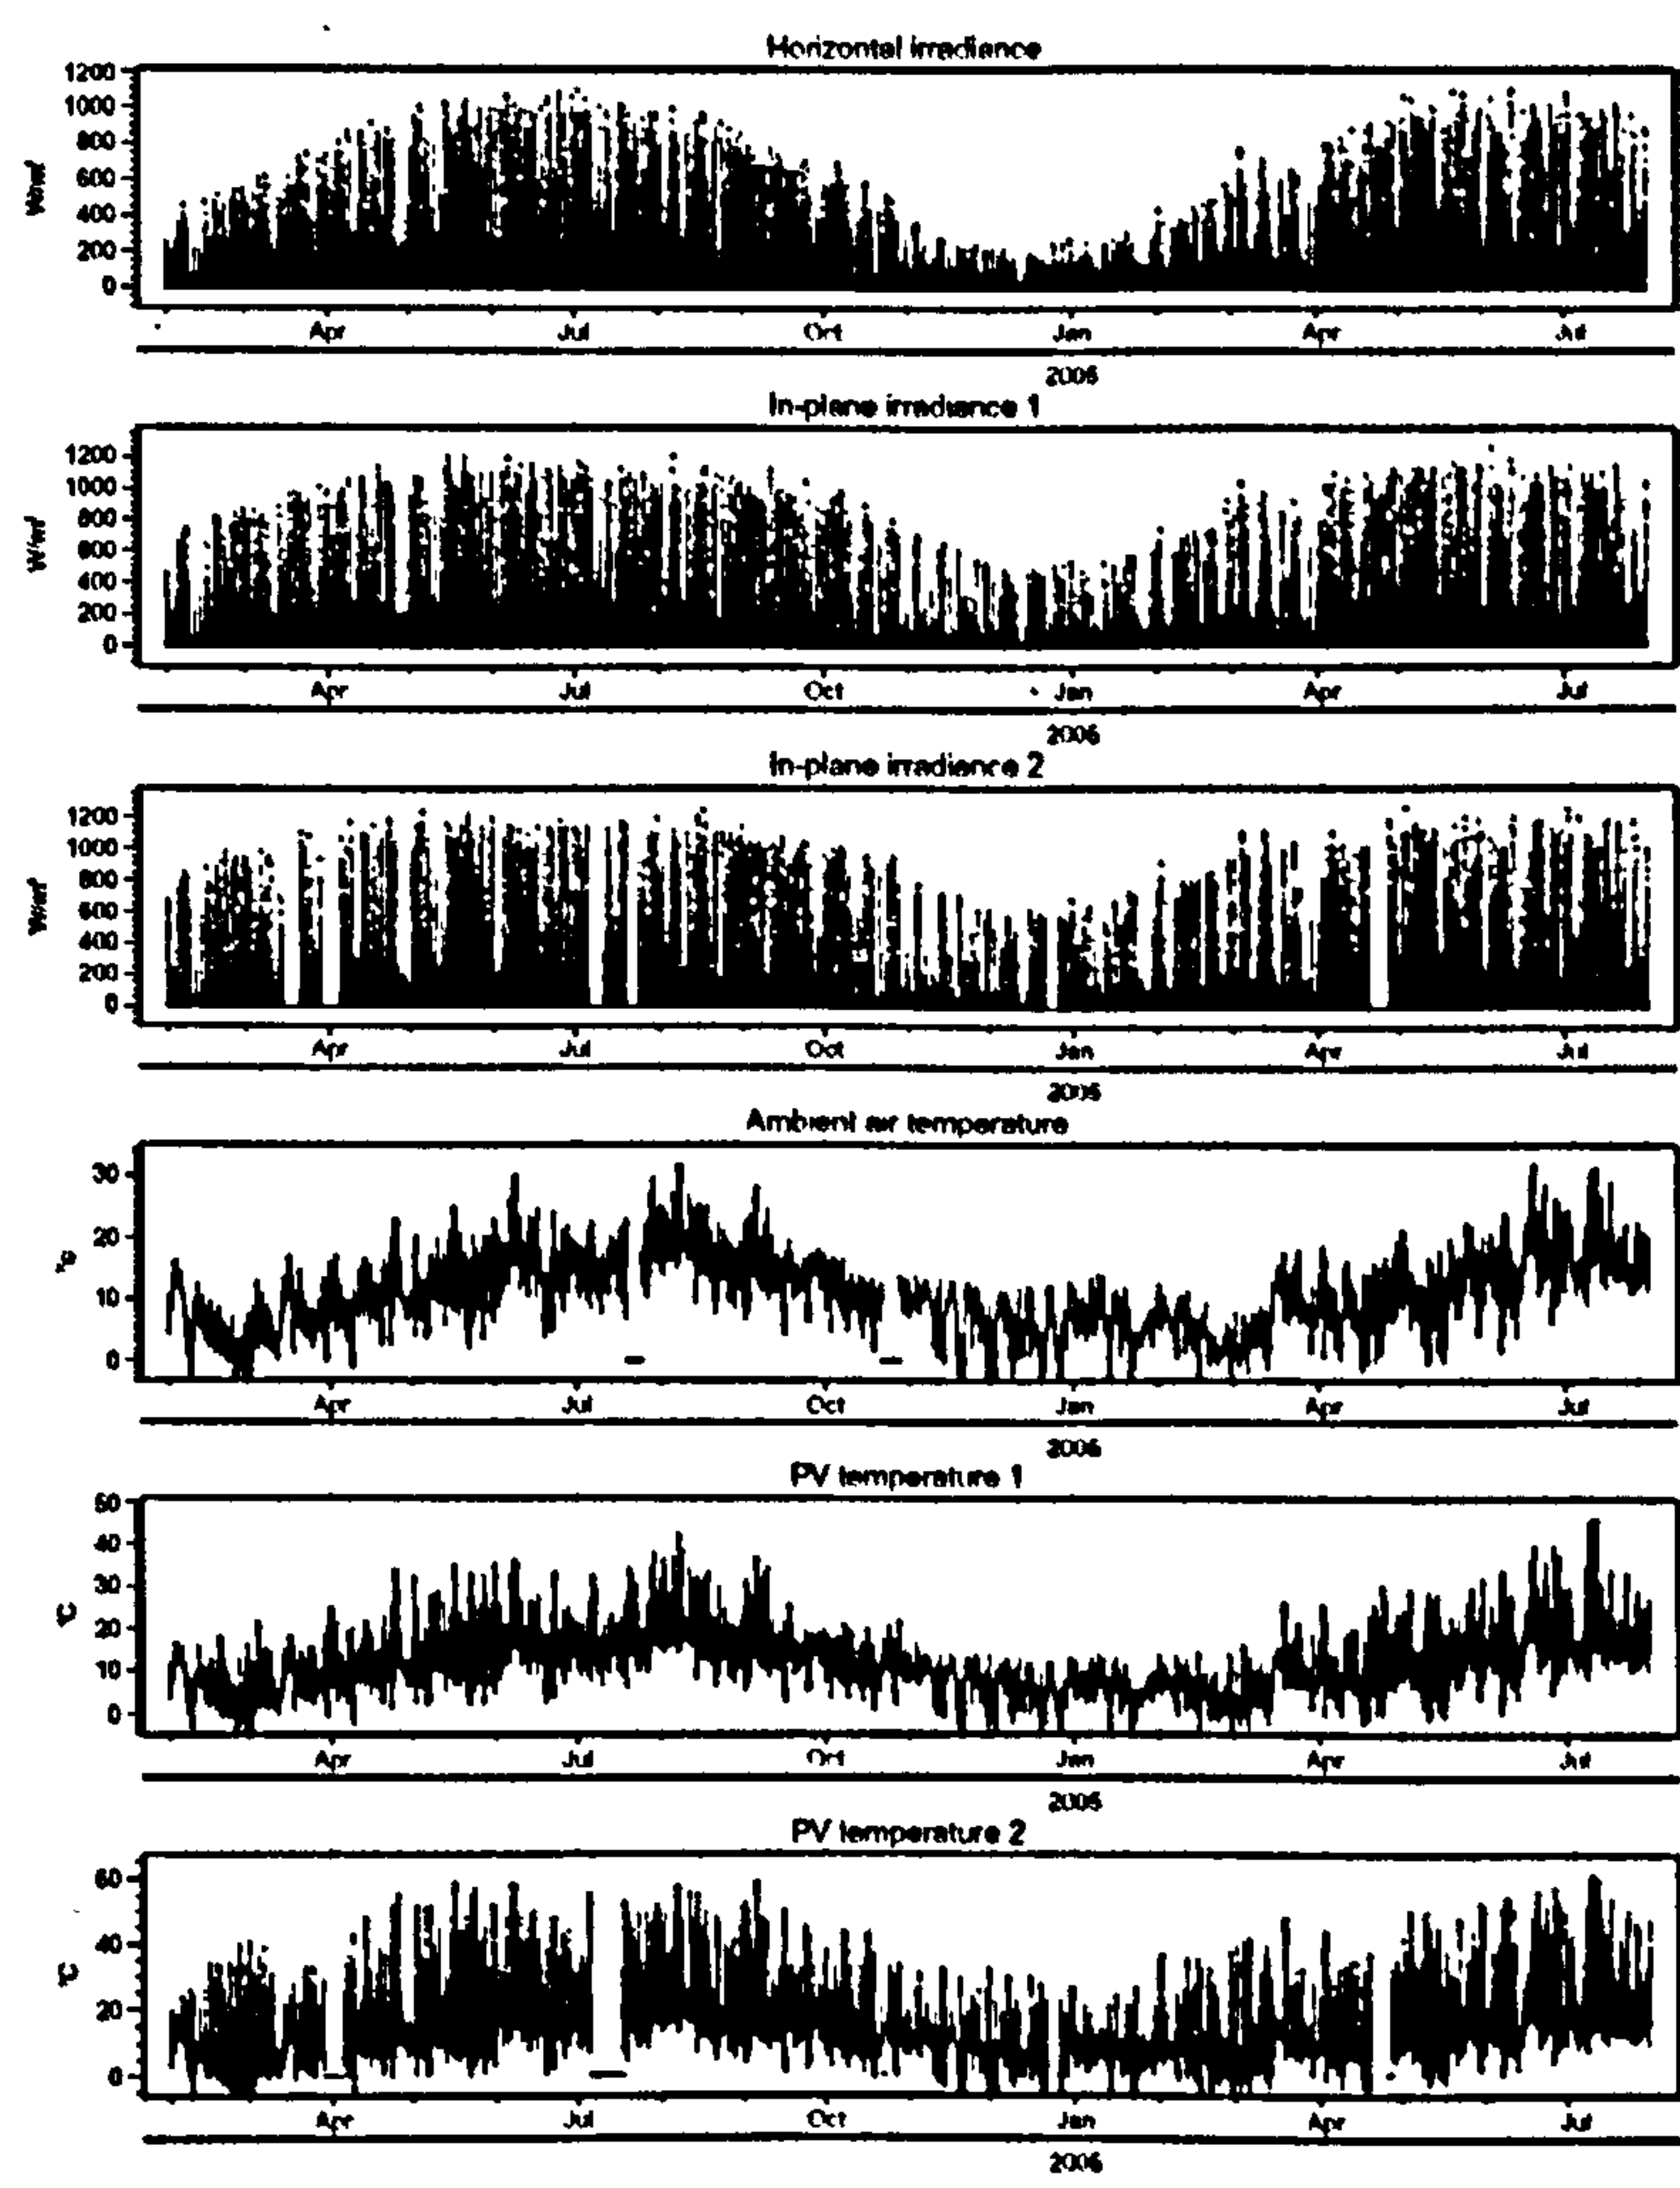 Horizontal irradiance
1200
1000
800
600
400
200
0
W/m²
Apr Jul Oct Jan Apr Jul
2006
In-plane irradiance 1
1200
1000
800
600
400
200
0
W/m²
Apr Jul Oct Jan Apr Jul
2006
In-plane irradiance 2
1200
1000
800
600
400
200
0
W/m²
Apr Jul Oct Jan Apr Jul
2006
Ambient air temperature
30
20
10
0
°C
Apr Jul Oct Jan Apr Jul
2006
PV temperature 1
50
40
30
20
10
0
°C
Apr Jul Oct Jan Apr Jul
2006
PV temperature 2
60
40
20
0
°C
Apr Jul Oct Jan Apr Jul
2006